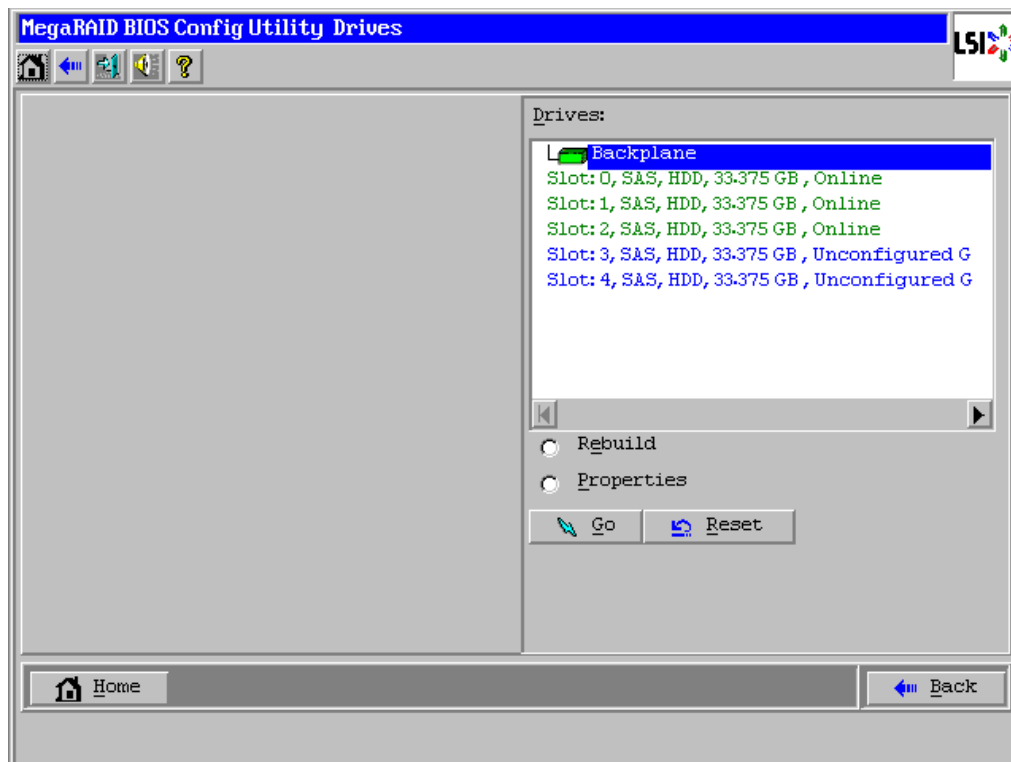 MegaRAID BIOS Config Utility Drives
LSI
?
Drives:
Backplane
Slot: 0, SAS, HDD, 33.375 GB , Online
Slot: 1, SAS, HDD, 33.375 GB , Online
Slot: 2, SAS, HDD, 33.375 GB , Online
Slot: 3, SAS, HDD, 33.375 GB , Unconfigured G
Slot: 4, SAS, HDD, 33.375 GB , Unconfigured G
Rebuild
Properties
Go
Reset
Home
Back